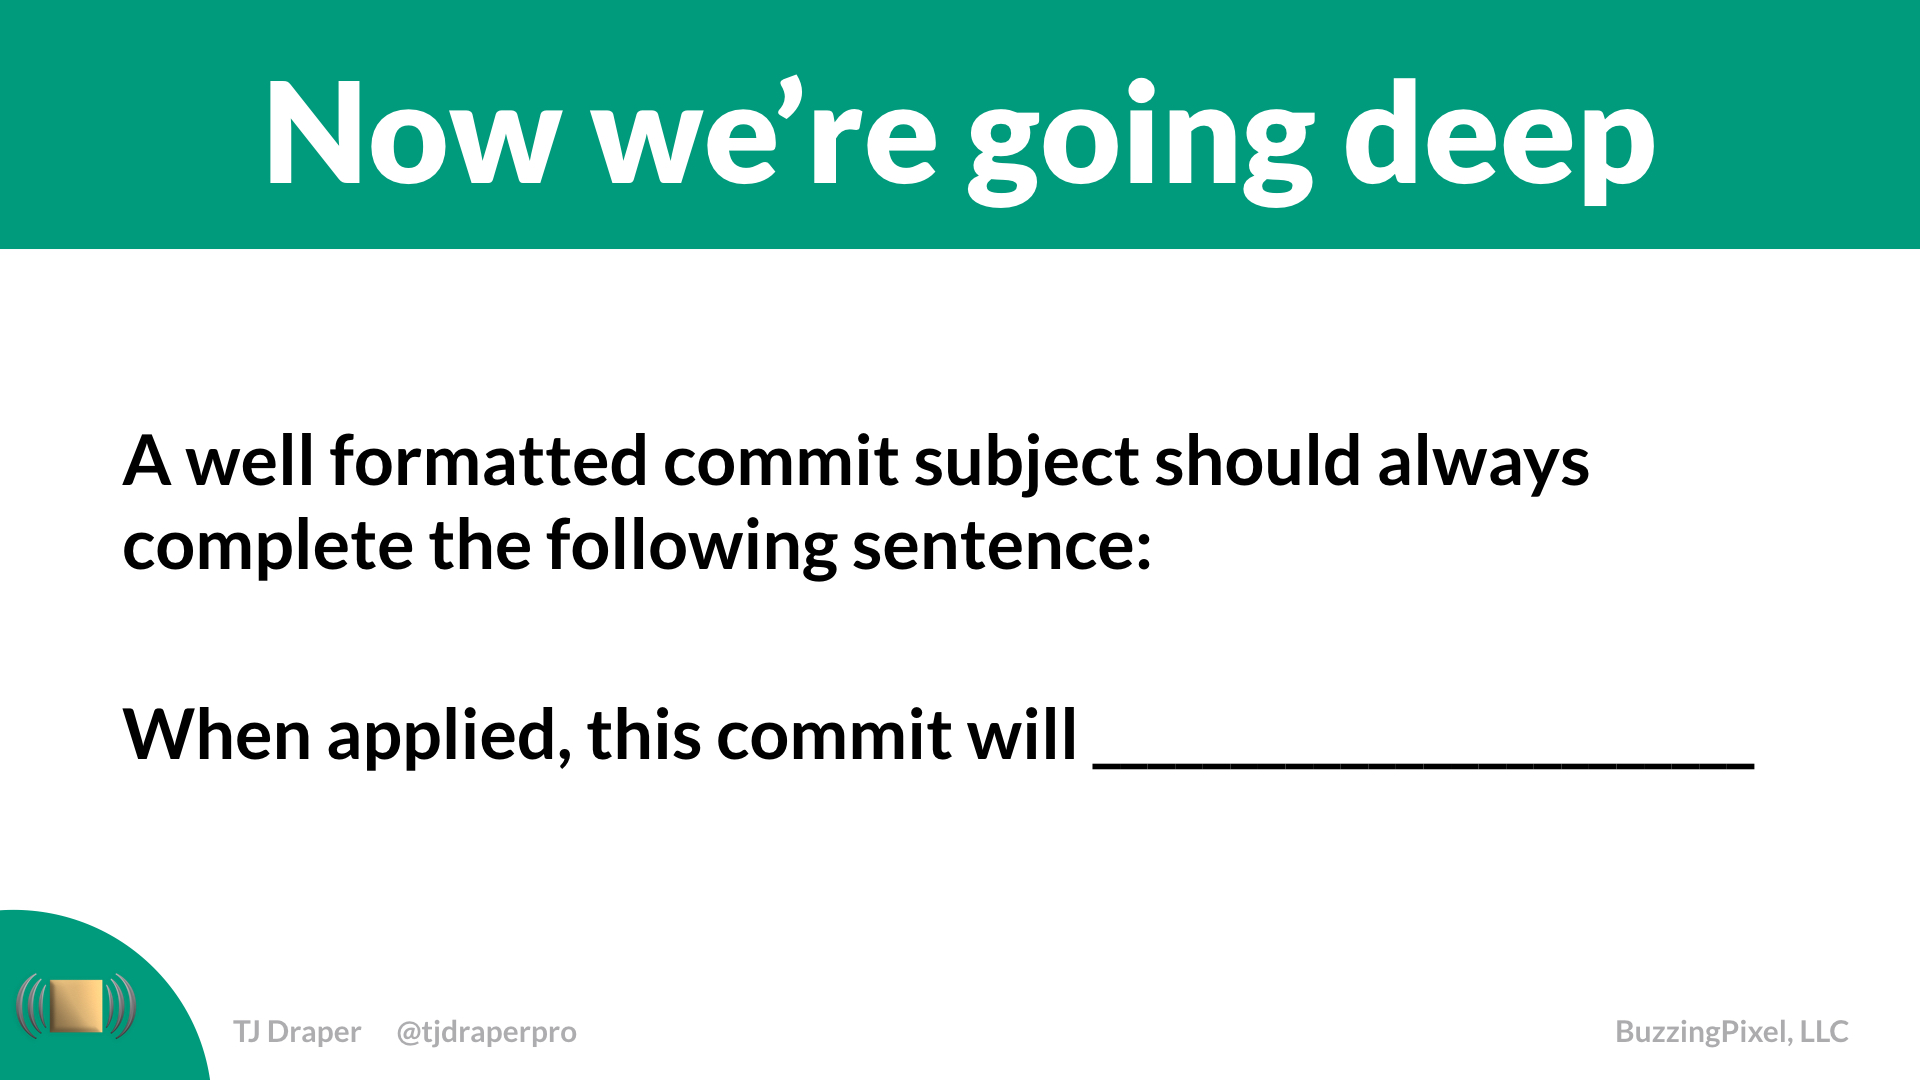 Now we’re going deep
A well formatted commit subject should always
complete the following sentence:
When applied, this commit will ________________________
TJ Draper @tjdraperpro
BuzzingPixel, LLC